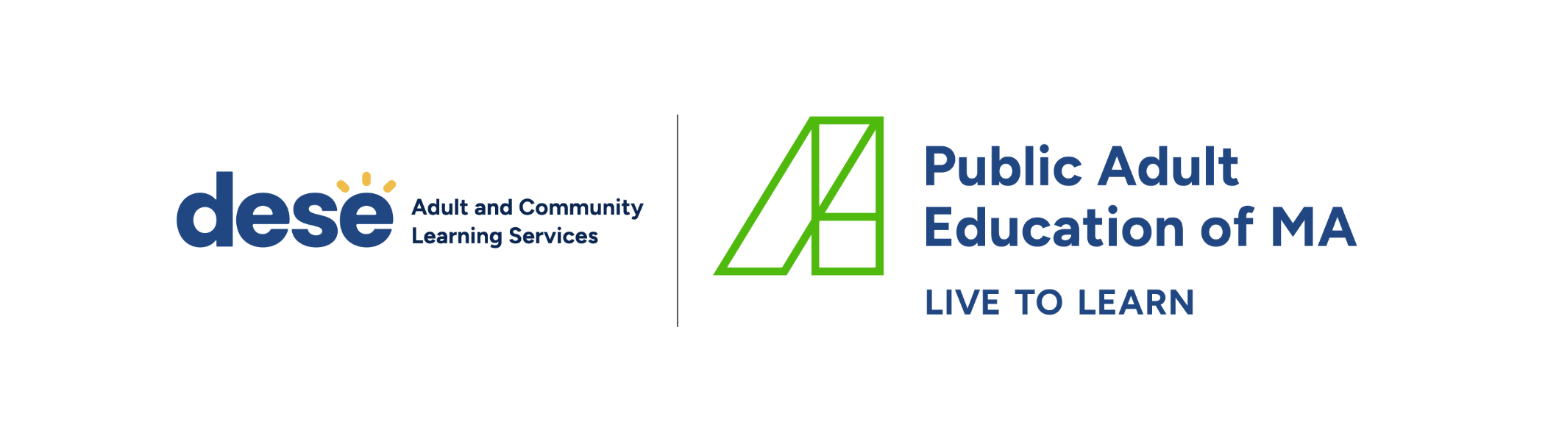 dese
Adult and Community
Learning Services
Public Adult
Education of MA
LIVE TO LEARN